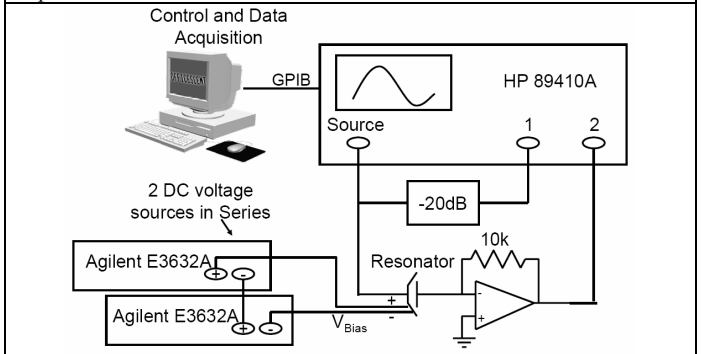 Control and Data
Acquisition
GPIB
HP 89410A
Source
1
2
-20dB
2 DC voltage
sources in Series
10k
Agilent E3632A
+
-
Resonator
+
-
-
+
Agilent E3632A
+
-
VBias